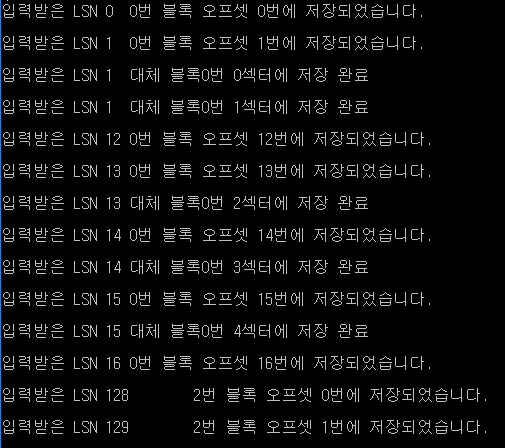 입력받은 LSN 0 0번 블록 오프셋 0번에 저장되었습니다.
입력받은 LSN 1 0번 블록 오프셋 1번에 저장되었습니다.
입력받은 LSN 1 대체 블록0번 0섹터에 저장 완료
입력받은 LSN 1 대체 블록0번 1섹터에 저장 완료
입력받은 LSN 12 0번 블록 오프셋 12번에 저장되었습니다.
입력받은 LSN 13 0번 블록 오프셋 13번에 저장되었습니다.
입력받은 LSN 13 대체 블록0번 2섹터에 저장 완료
입력받은 LSN 14 0번 블록 오프셋 14번에 저장되었습니다.
입력받은 LSN 14 대체 블록0번 3섹터에 저장 완료
입력받은 LSN 15 0번 블록 오프셋 15번에 저장되었습니다.
입력받은 LSN 15 대체 블록0번 4섹터에 저장 완료
입력받은 LSN 16 0번 블록 오프셋 16번에 저장되었습니다.
입력받은 LSN 128 2번 블록 오프셋 0번에 저장되었습니다.
입력받은 LSN 129 2번 블록 오프셋 1번에 저장되었습니다.